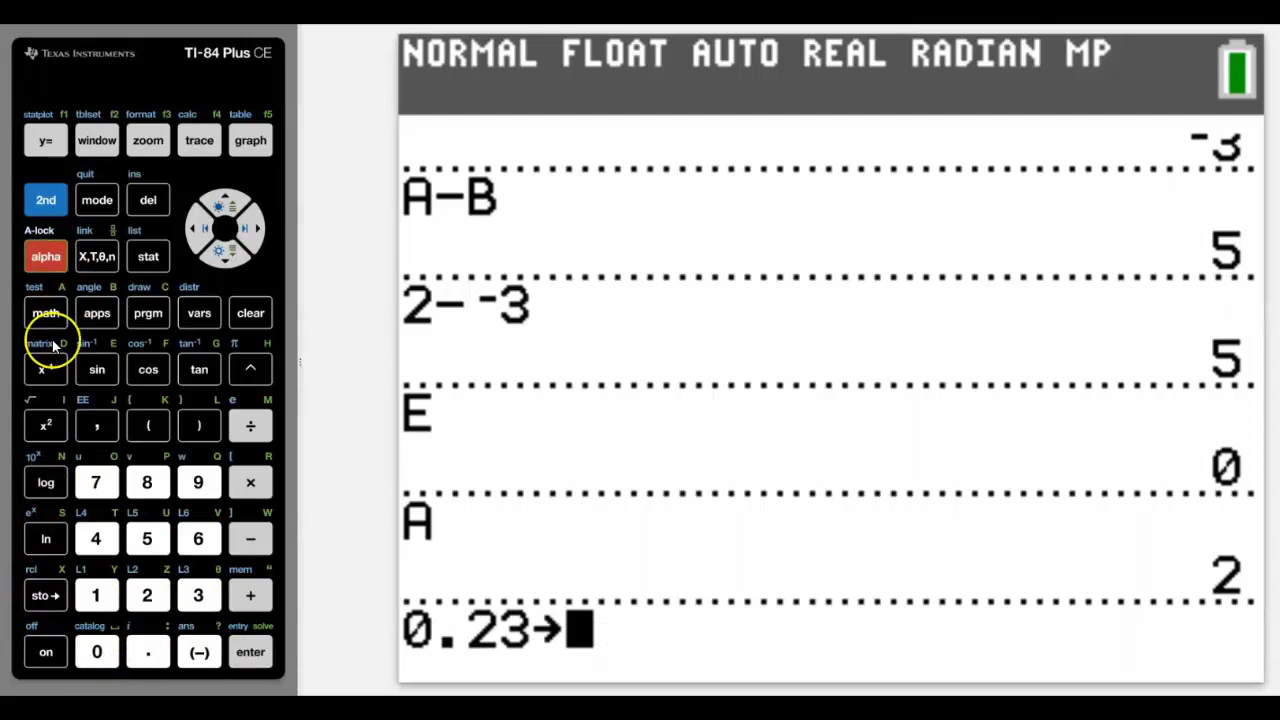 TEXAS INSTRUMENTS TI-84 Plus CE
statplot f1 tblset f2 format f3 calc f4 table f5
y= window zoom trace graph
quit ins
2nd mode del
A-lock link list
alpha X,T,θ,n stat
test A angle B draw C distr
math apps prgm vars clear
matrix D sin⁻¹ E cos⁻¹ F tan⁻¹ G π H
x⁻¹ sin cos tan ^
√ I EE J { K } L e M
x² , ( ) ÷
10ˣ N u O v P w Q [ R
log 7 8 9 ×
eˣ S L4 T L5 U L6 V ] W
ln 4 5 6 −
rcl X L1 Y L2 Z L3 θ mem "
sto→ 1 2 3 +
off catalog ⎵ i : ans ? entry solve
on 0 . (−) enter
NORMAL FLOAT AUTO REAL RADIAN MP
⁻3
A−B
5
2−⁻3
5
E
0
A
2
0.23→